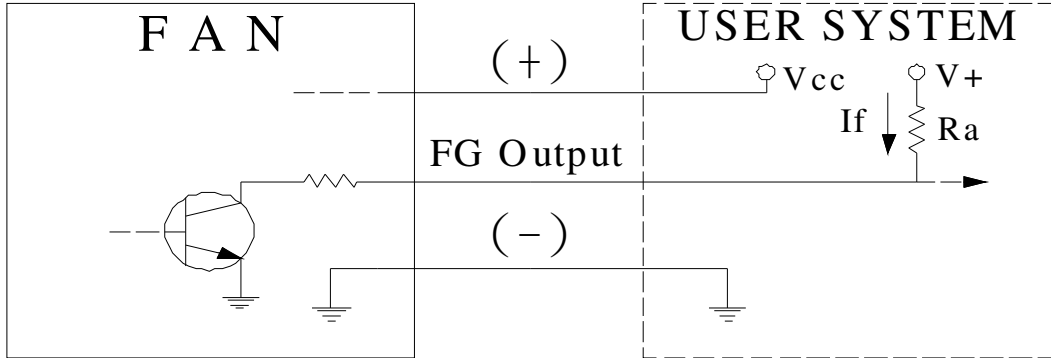 F A N
USER SYSTEM
(+)
Vcc
V+
If
Ra
FG Output
(-)